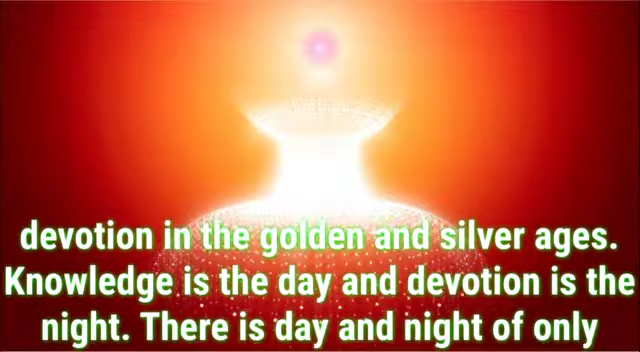 devotion in the golden and silver ages.
Knowledge is the day and devotion is the
night. There is day and night of only